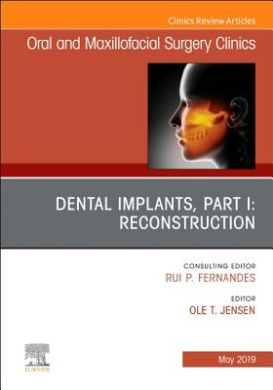 Clinics Review Articles
Oral and Maxillofacial Surgery Clinics
DENTAL IMPLANTS, PART I:
RECONSTRUCTION
CONSULTING EDITOR
RUI P. FERNANDES
EDITOR
OLE T. JENSEN
ELSEVIER
May 2019